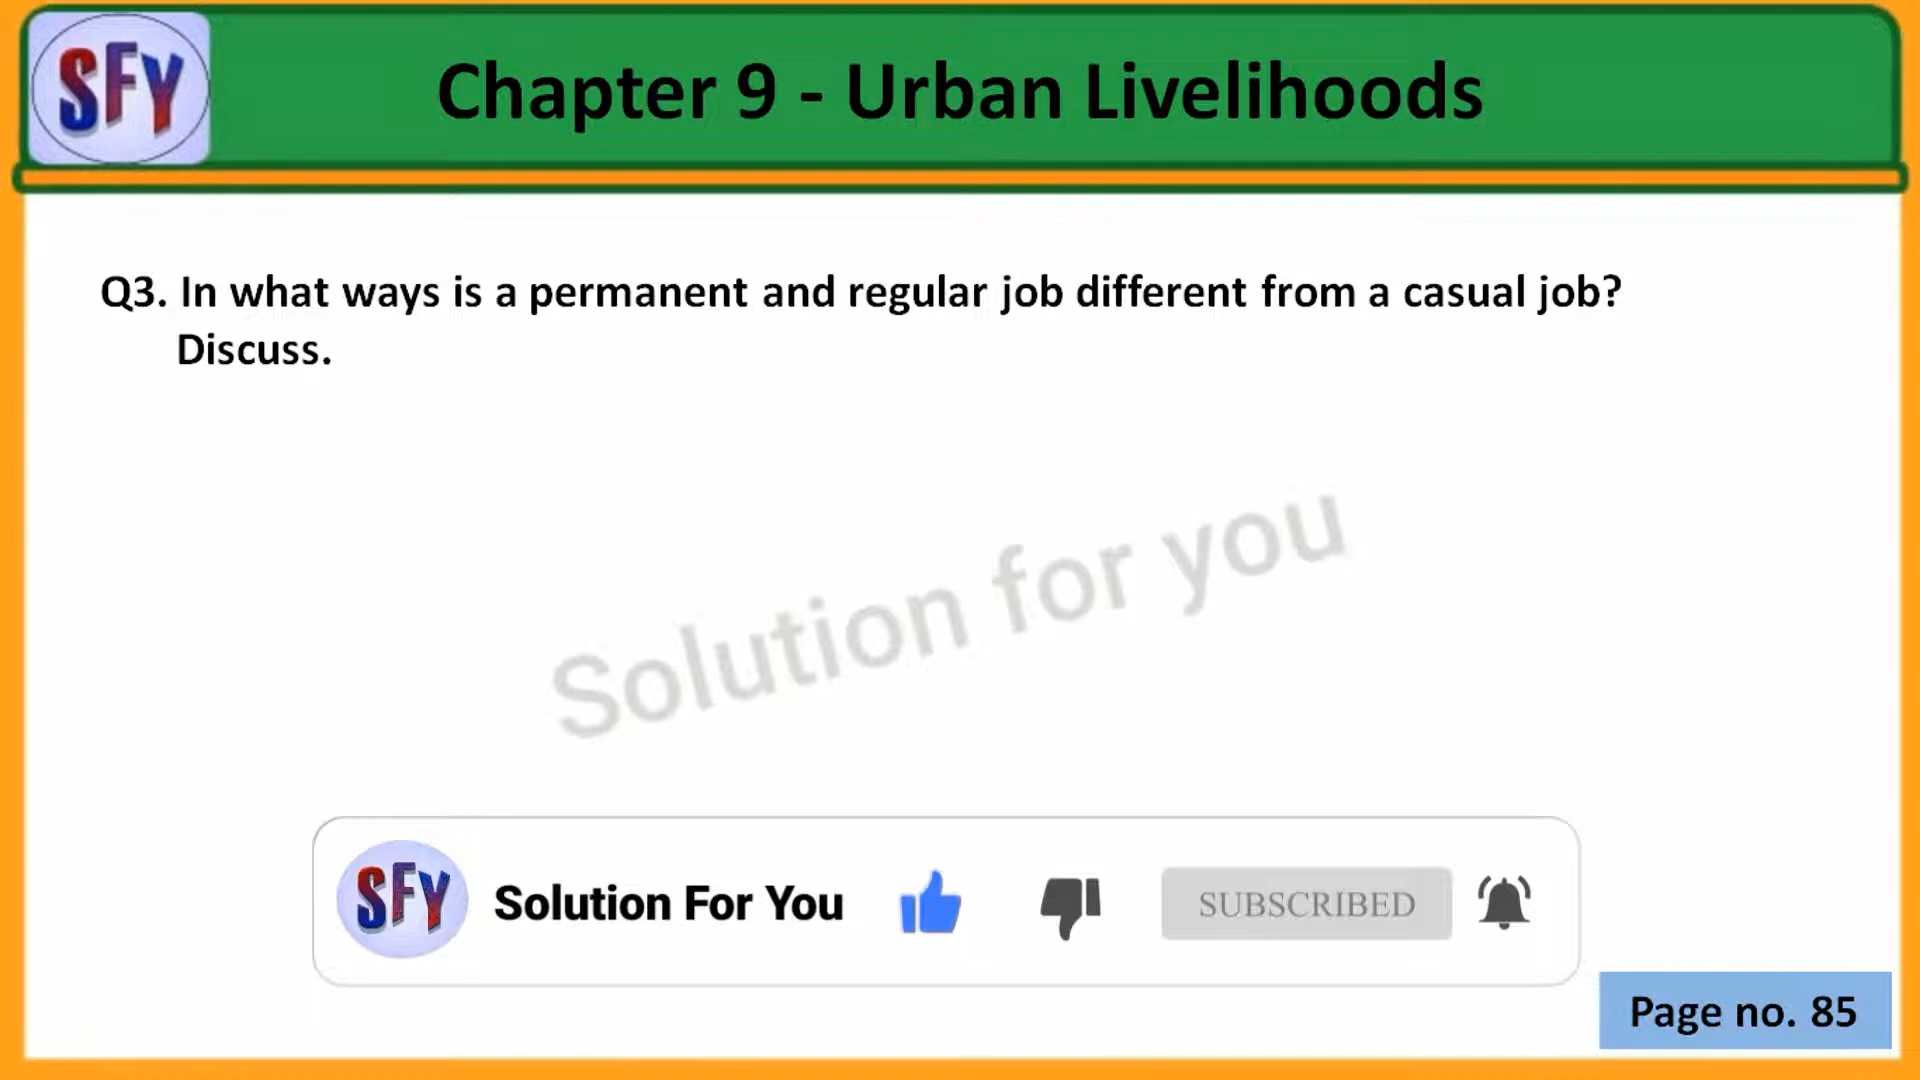 SFY
Chapter 9 - Urban Livelihoods
Q3. In what ways is a permanent and regular job different from a casual job?
Discuss.
Solution for you
SFY
Solution For You
SUBSCRIBED
Page no. 85